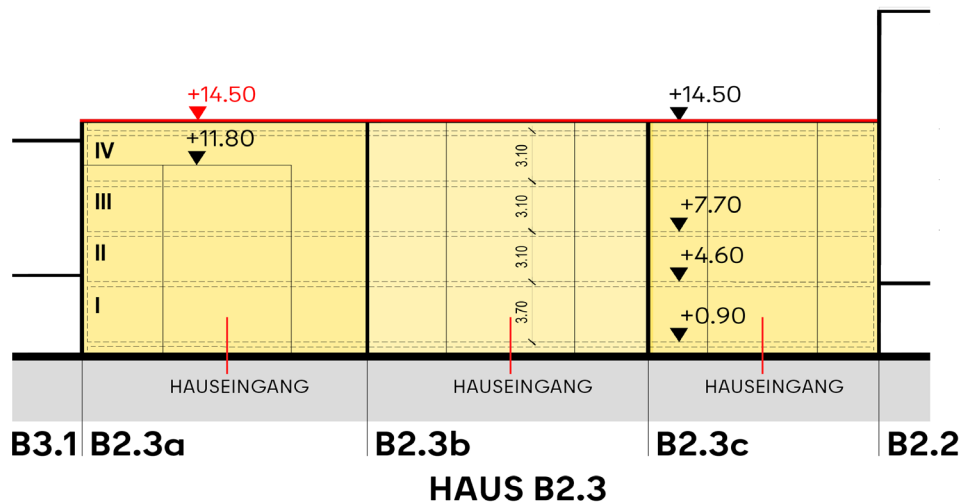 +14.50
+14.50
+11.80
IV
3.10
III
3.10
+7.70
II
3.10
+4.60
I
3.70
+0.90
HAUSEINGANG
HAUSEINGANG
HAUSEINGANG
B3.1
B2.3a
B2.3b
B2.3c
B2.2
HAUS B2.3